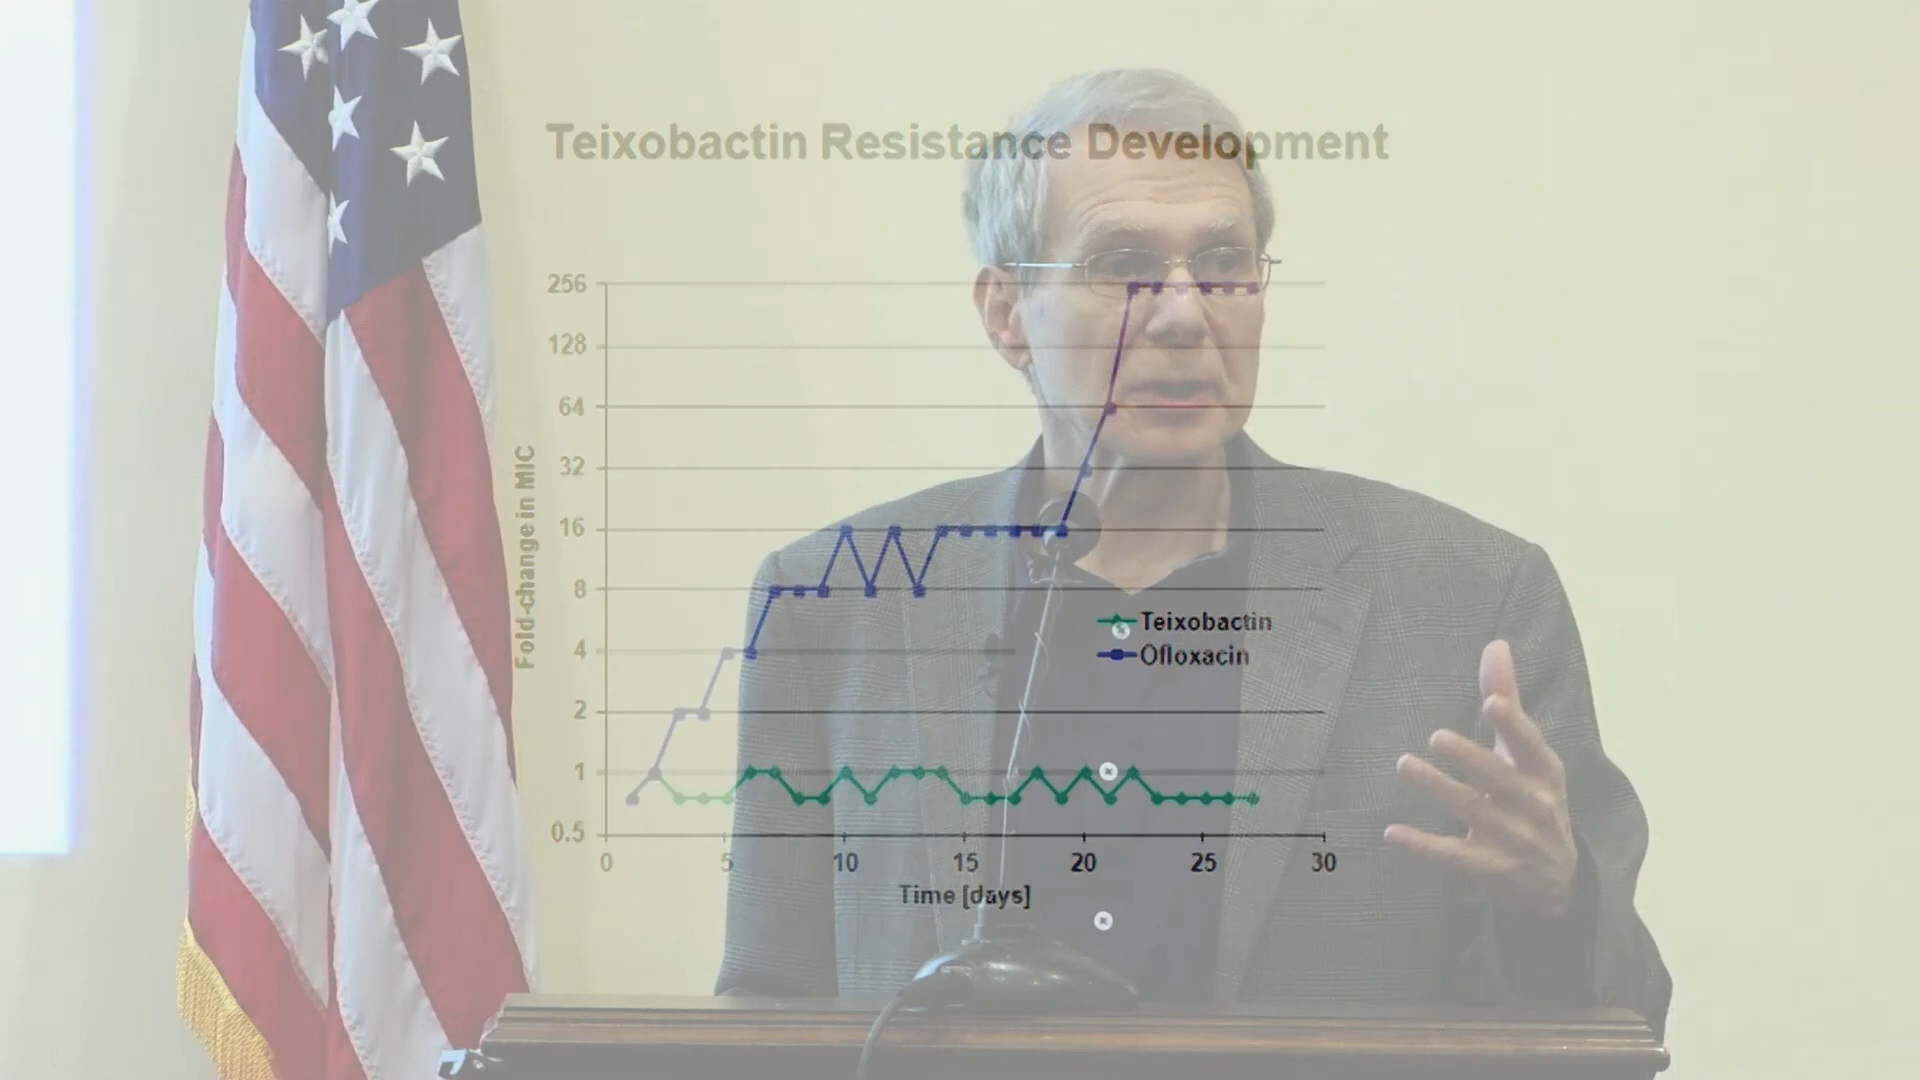 Teixobactin Resistance Development
256
128
64
32
16
8
4
2
1
0.5
Fold-change in MIC
Teixobactin
Ofloxacin
0 5 10 15 20 25 30
Time [days]